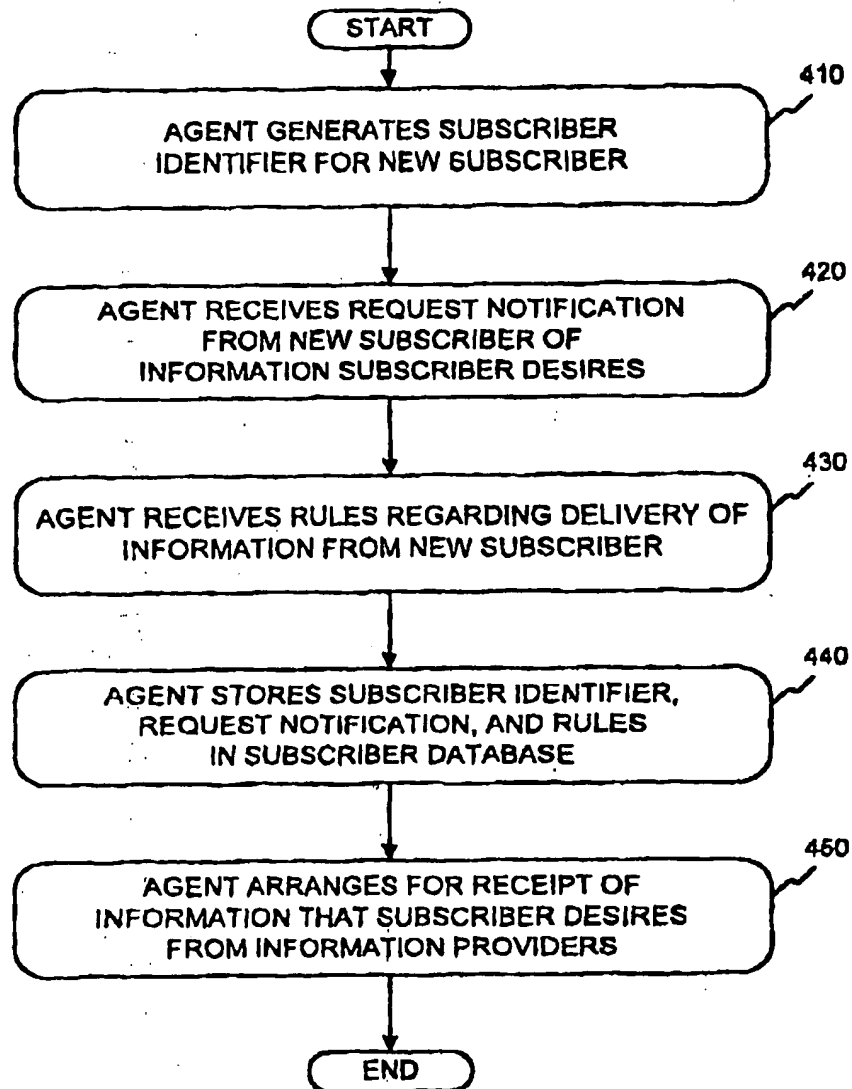 START
410
AGENT GENERATES SUBSCRIBER
IDENTIFIER FOR NEW SUBSCRIBER
420
AGENT RECEIVES REQUEST NOTIFICATION
FROM NEW SUBSCRIBER OF
INFORMATION SUBSCRIBER DESIRES
430
AGENT RECEIVES RULES REGARDING DELIVERY OF
INFORMATION FROM NEW SUBSCRIBER
440
AGENT STORES SUBSCRIBER IDENTIFIER,
REQUEST NOTIFICATION, AND RULES
IN SUBSCRIBER DATABASE
450
AGENT ARRANGES FOR RECEIPT OF
INFORMATION THAT SUBSCRIBER DESIRES
FROM INFORMATION PROVIDERS
END